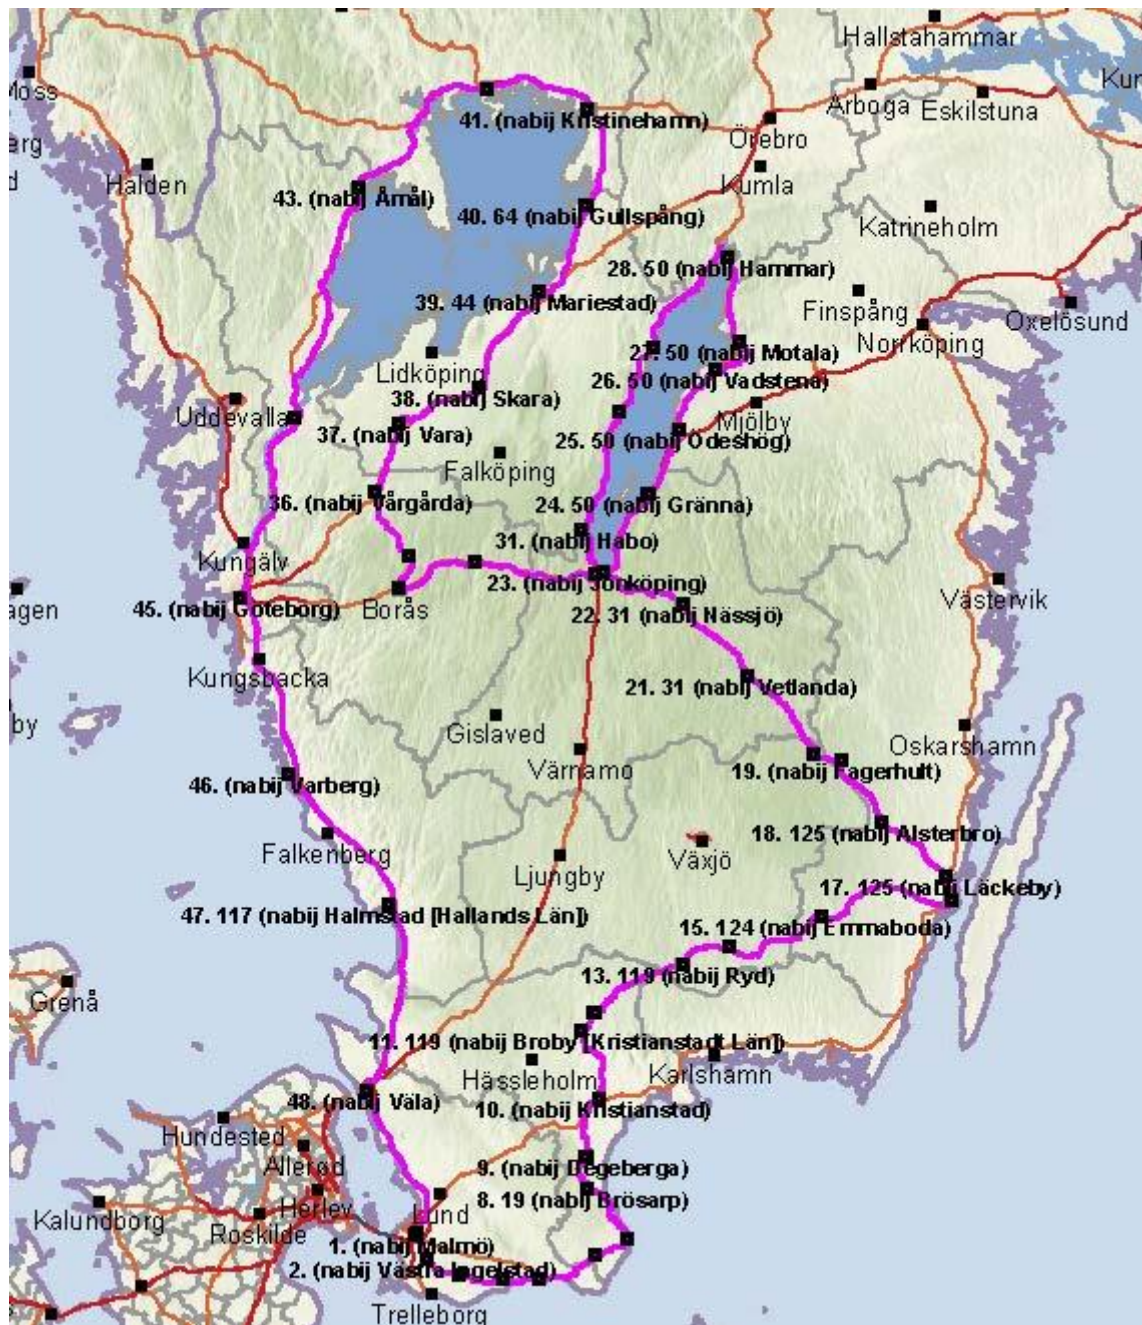 Hallstahammar
Moss
Kun
Arboga
Eskilstuna
41. (nabij Kristinehamn)
Örebro
erg
Halden
Kumla
d
43. (nabij Åmål)
40. 64 (nabij Gullspång)
Katrineholm
28. 50 (nabij Hammar)
39. 44 (nabij Mariestad)
Finspång
Oxelösund
Norrköping
27. 50 (nabij Motala)
Lidköping
26. 50 (nabij Vadstena)
38. (nabij Skara)
Uddevalla
Mjölby
37. (nabij Vara)
25. 50 (nabij Odeshög)
Falköping
36. (nabij Vårgårda)
24. 50 (nabij Gränna)
31. (nabij Habo)
Kungälv
23. (nabij Jönköping)
agen
45. (nabij Göteborg)
Borås
Västervik
22. 31 (nabij Nässjö)
Kungsbacka
21. 31 (nabij Vetlanda)
by
Gislaved
Oskarshamn
Värnamo
19. (nabij Fagerhult)
46. (nabij Varberg)
18. 125 (nabij Alsterbro)
Falkenberg
Växjö
Ljungby
17. 125 (nabij Läckeby)
47. 117 (nabij Halmstad [Hallands Län])
15. 124 (nabij Emmaboda)
13. 119 (nabij Ryd)
Grenå
11. 119 (nabij Broby [Kristianstadt Län])
Hässleholm
Karlshamn
48. (nabij Väla)
10. (nabij Kristianstad)
Hundested
Allerød
9. (nabij Degeberga)
Herlev
8. 19 (nabij Brösarp)
Kalundborg
Roskilde
Lund
1. (nabij Malmö)
2. (nabij Västra Ingelstad)
Trelleborg